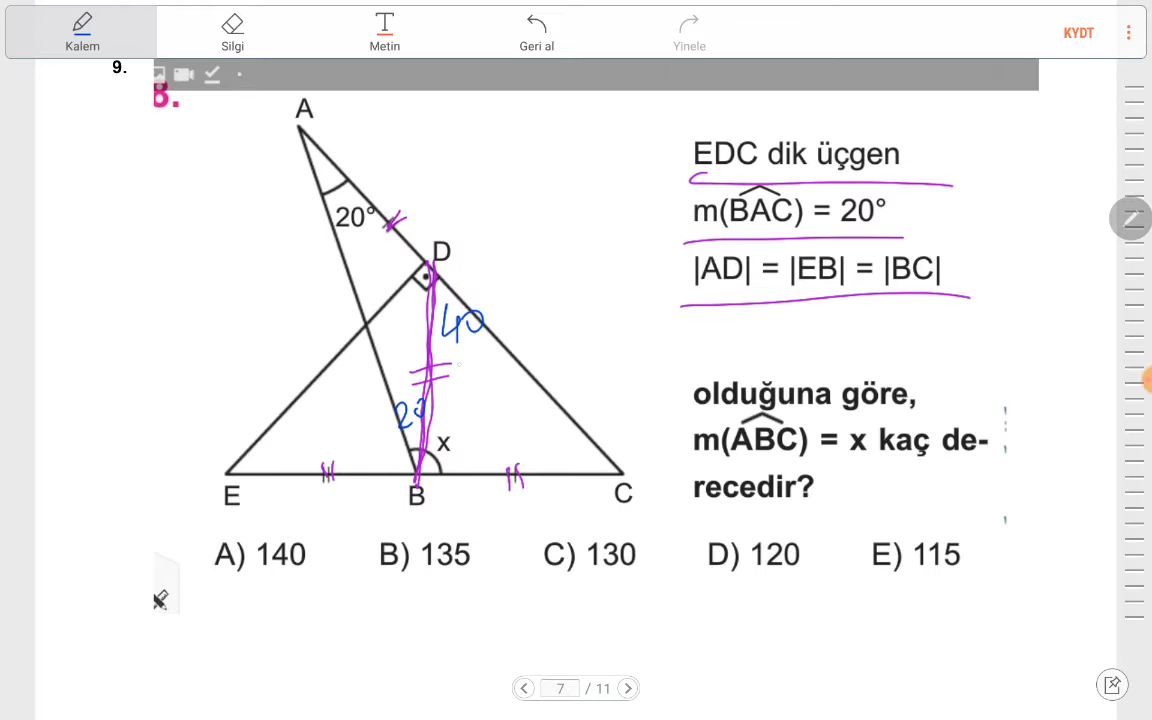 Kalem Silgi Metin Geri al Yinele KYDT
9.
8.
A
EDC dik üçgen
m(BAC) = 20°
20°
D
|AD| = |EB| = |BC|
40
olduğuna göre,
20
m(ABC) = x kaç de-
x
recedir?
E B C
A) 140 B) 135 C) 130 D) 120 E) 115
7 / 11